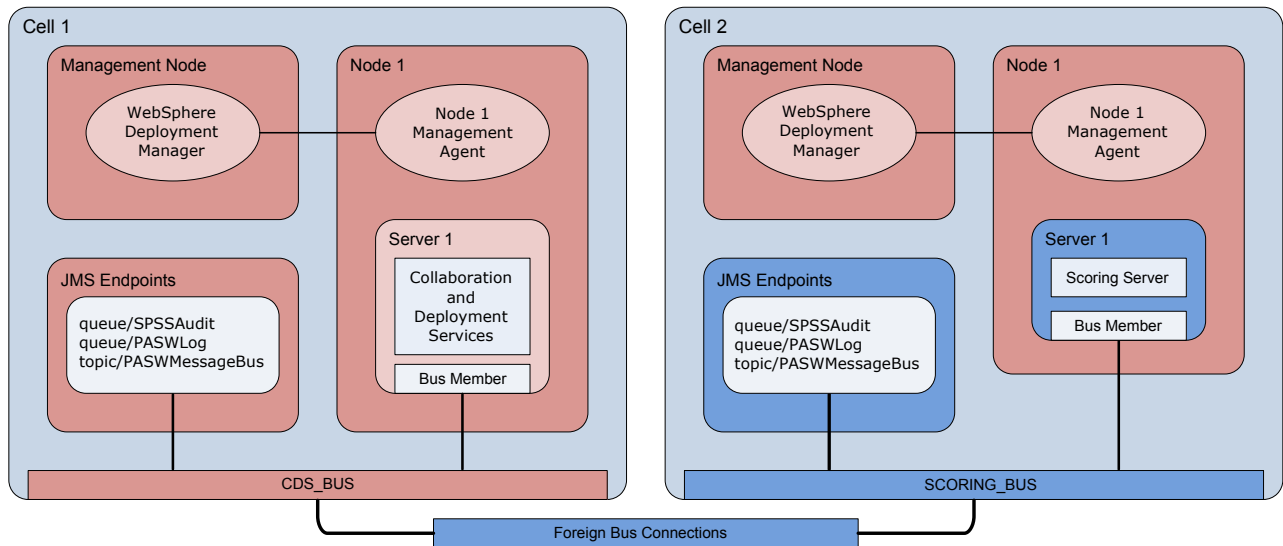 Cell 1
Management Node
WebSphere
Deployment
Manager
Node 1
Node 1
Management
Agent
Server 1
Collaboration
and
Deployment
Services
Bus Member
JMS Endpoints
queue/SPSSAudit
queue/PASWLog
topic/PASWMessageBus
CDS_BUS
Cell 2
Management Node
WebSphere
Deployment
Manager
Node 1
Node 1
Management
Agent
Server 1
Scoring Server
Bus Member
JMS Endpoints
queue/SPSSAudit
queue/PASWLog
topic/PASWMessageBus
SCORING_BUS
Foreign Bus Connections